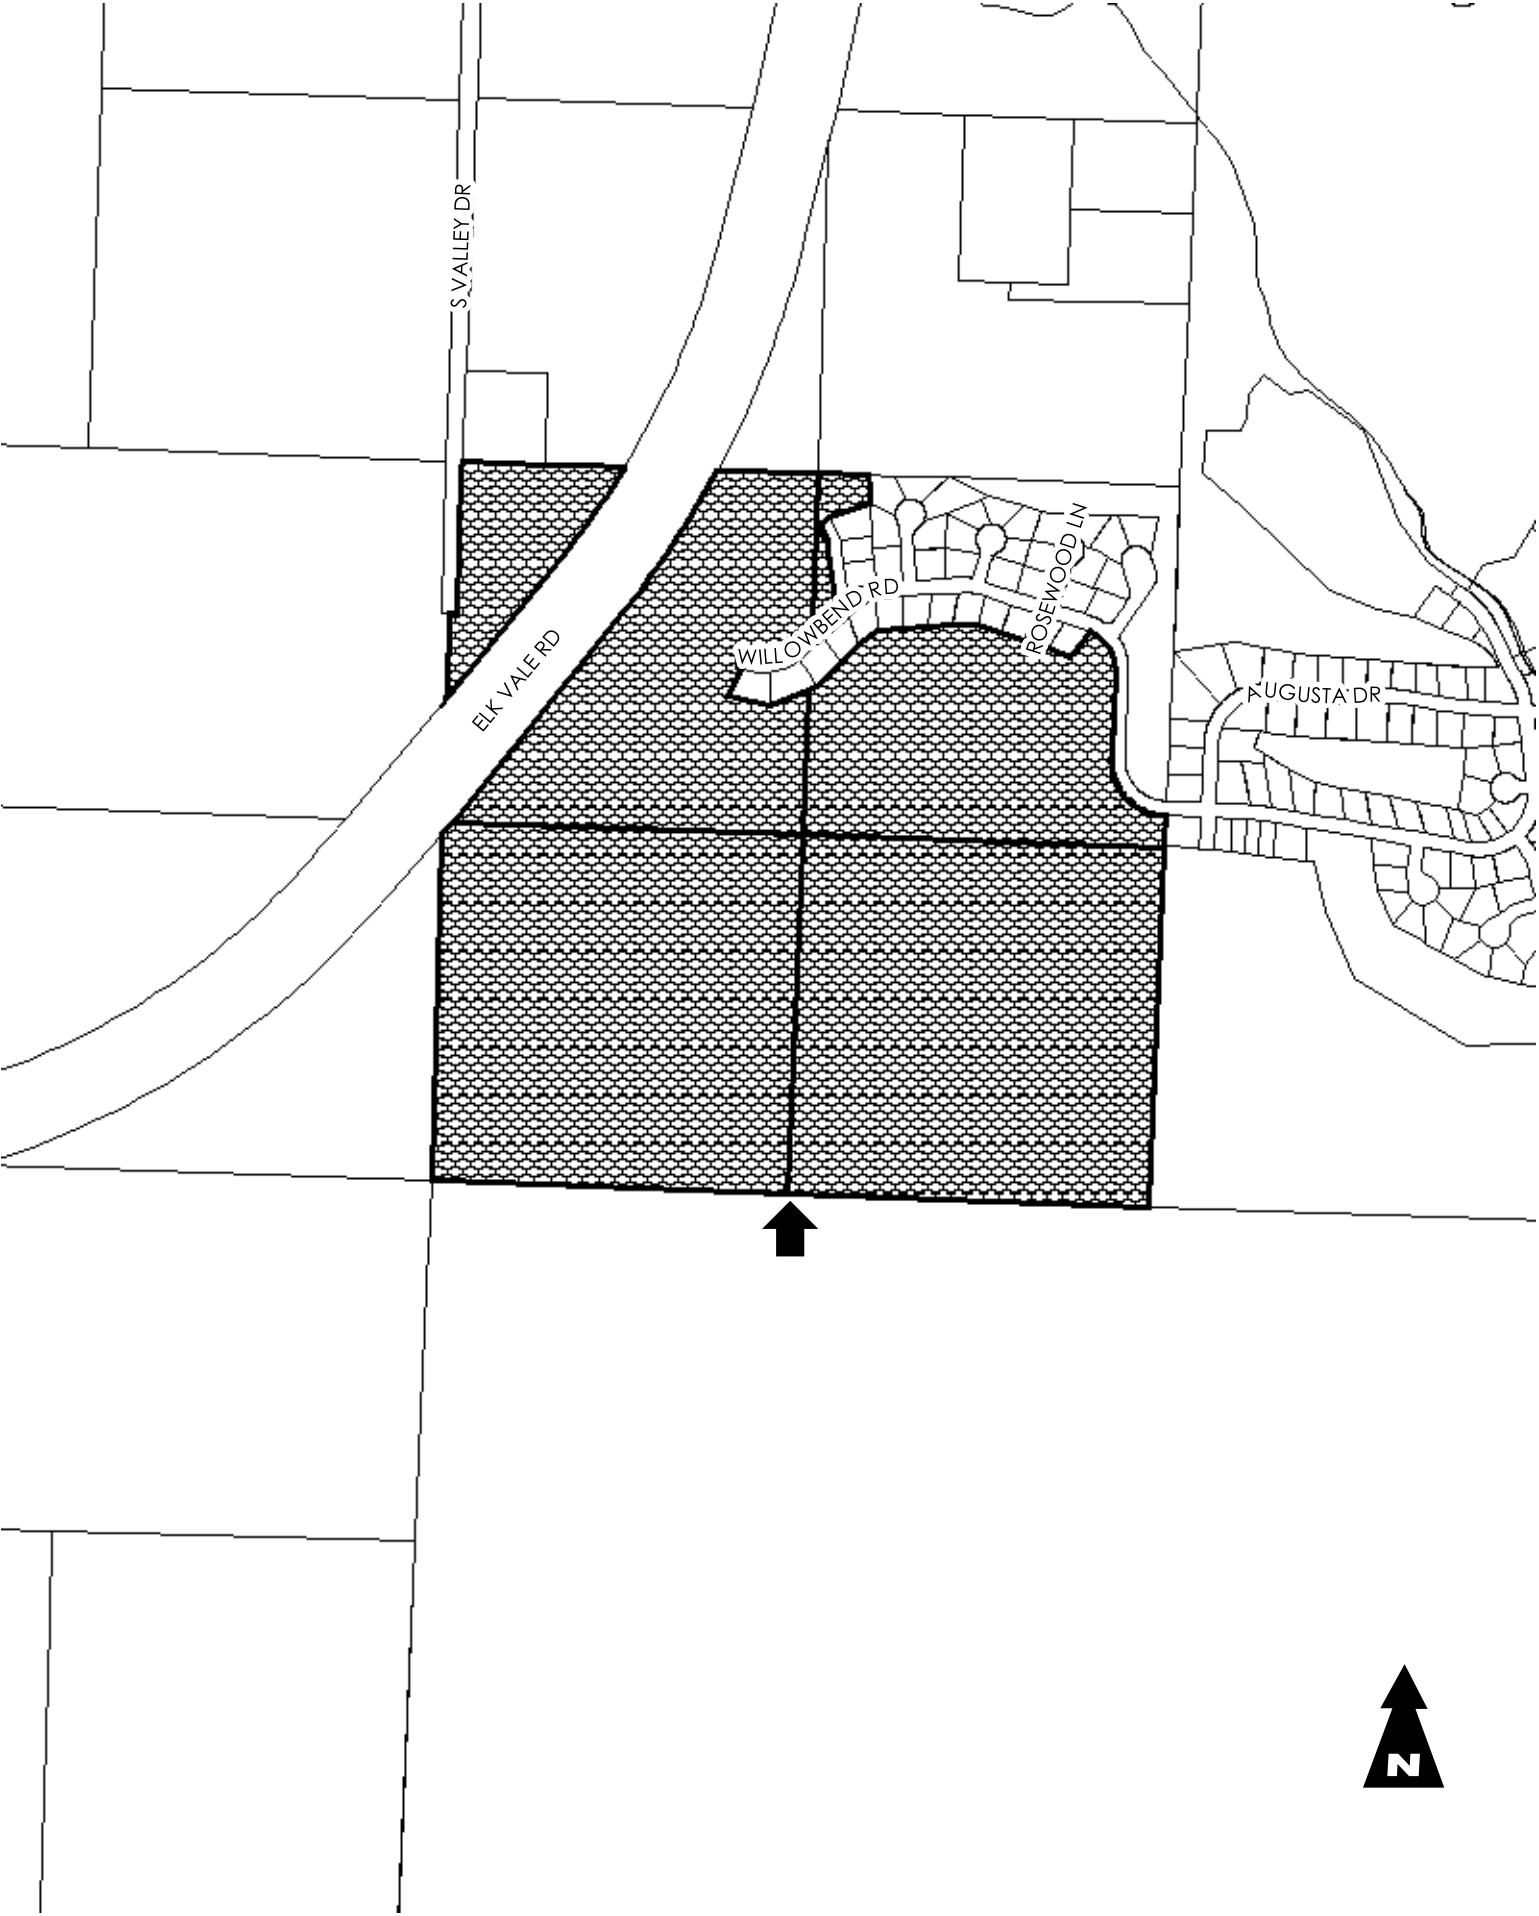 S VALLEY DR
ROSEWOOD LN
WILLOWBEND RD
ELK VALE RD
AUGUSTA DR
N